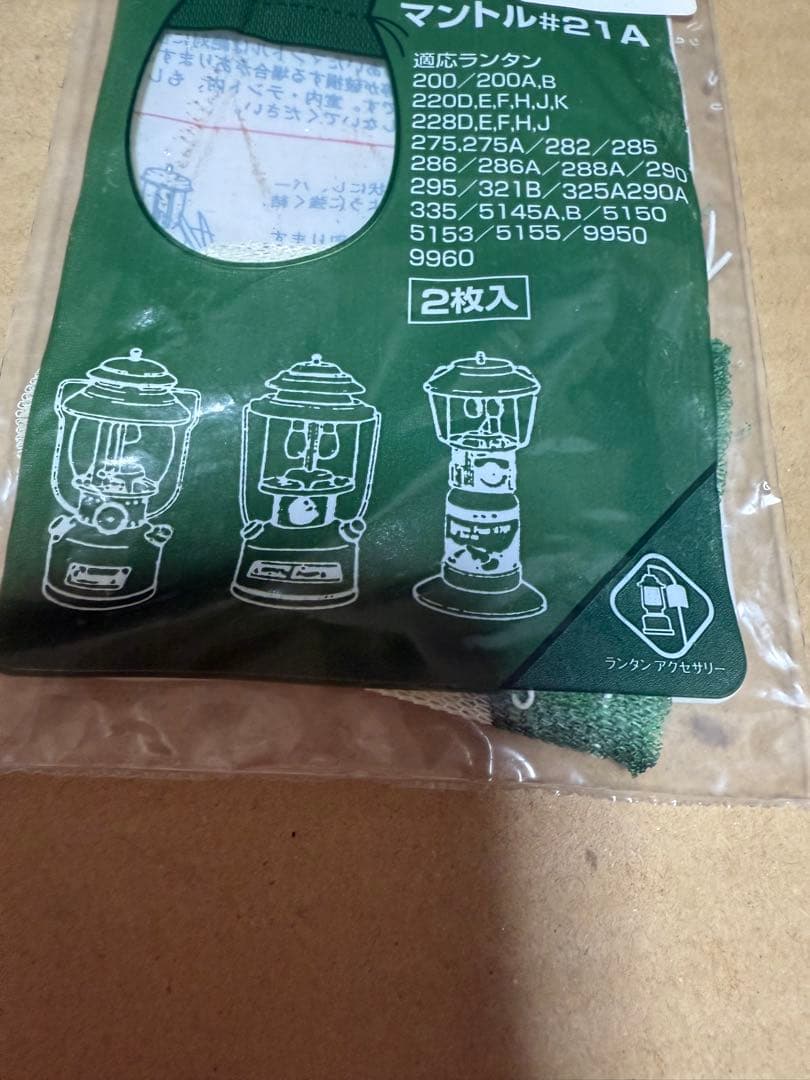 マントル#21A
適応ランタン
200／200A,B
220D,E,F,H,J,K
228D,E,F,H,J
275,275A／282／285
286／286A／288A／290
295／321B／325A290A
335／5145A,B／5150
5153／5155／9950
9960
2枚入
ランタン アクセサリー